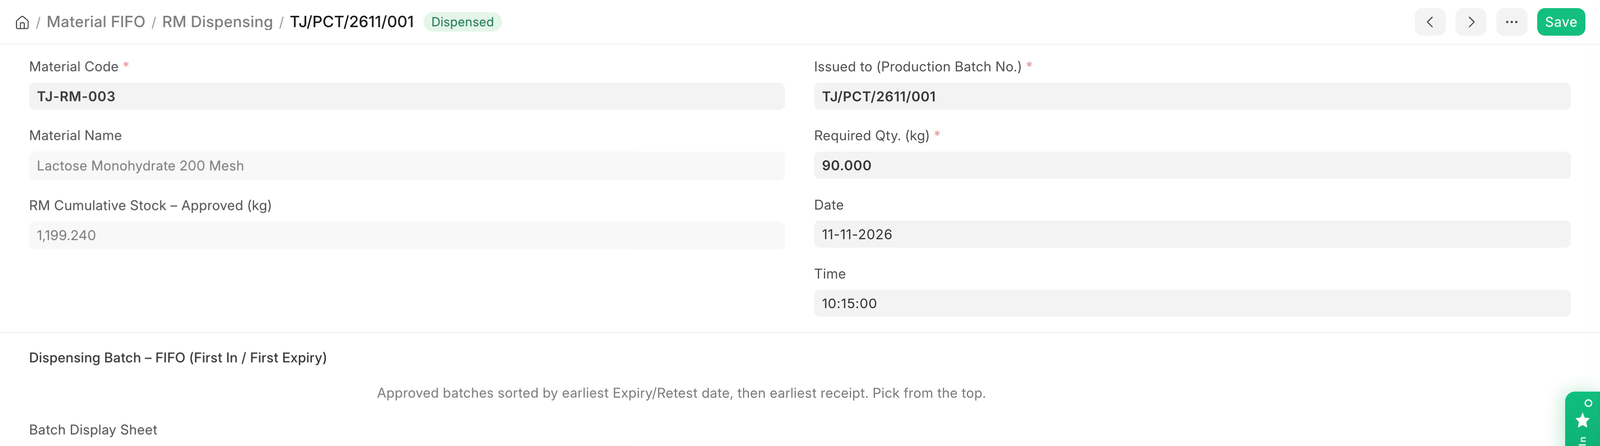 / Material FIFO / RM Dispensing / TJ/PCT/2611/001 Dispensed ... Save
Material Code *
TJ-RM-003
Material Name
Lactose Monohydrate 200 Mesh
RM Cumulative Stock – Approved (kg)
1,199.240
Issued to (Production Batch No.) *
TJ/PCT/2611/001
Required Qty. (kg) *
90.000
Date
11-11-2026
Time
10:15:00
Dispensing Batch – FIFO (First In / First Expiry)
Approved batches sorted by earliest Expiry/Retest date, then earliest receipt. Pick from the top.
Batch Display Sheet